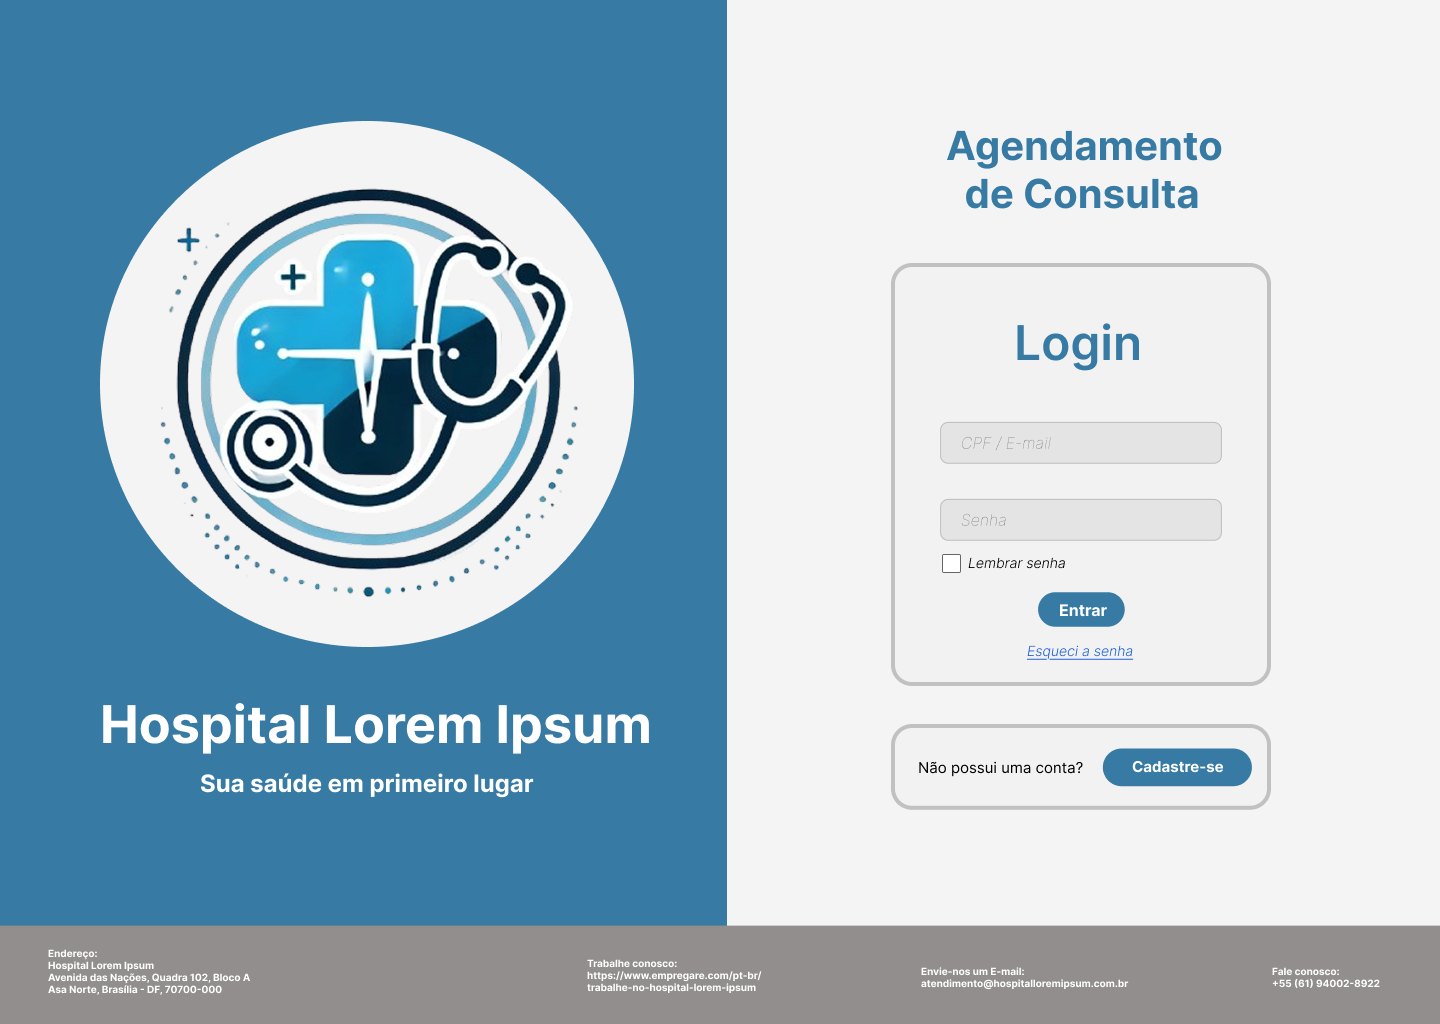 Hospital Lorem Ipsum
Sua saúde em primeiro lugar
Agendamento
de Consulta
Login
CPF / E-mail
Senha
Lembrar senha
Entrar
Esqueci a senha
Não possui uma conta?
Cadastre-se
Endereço:
Hospital Lorem Ipsum
Avenida das Nações, Quadra 102, Bloco A
Asa Norte, Brasília - DF, 70700-000
Trabalhe conosco:
https://www.empregare.com/pt-br/
trabalhe-no-hospital-lorem-ipsum
Envie-nos um E-mail:
atendimento@hospitalloremipsum.com.br
Fale conosco:
+55 (61) 94002-8922